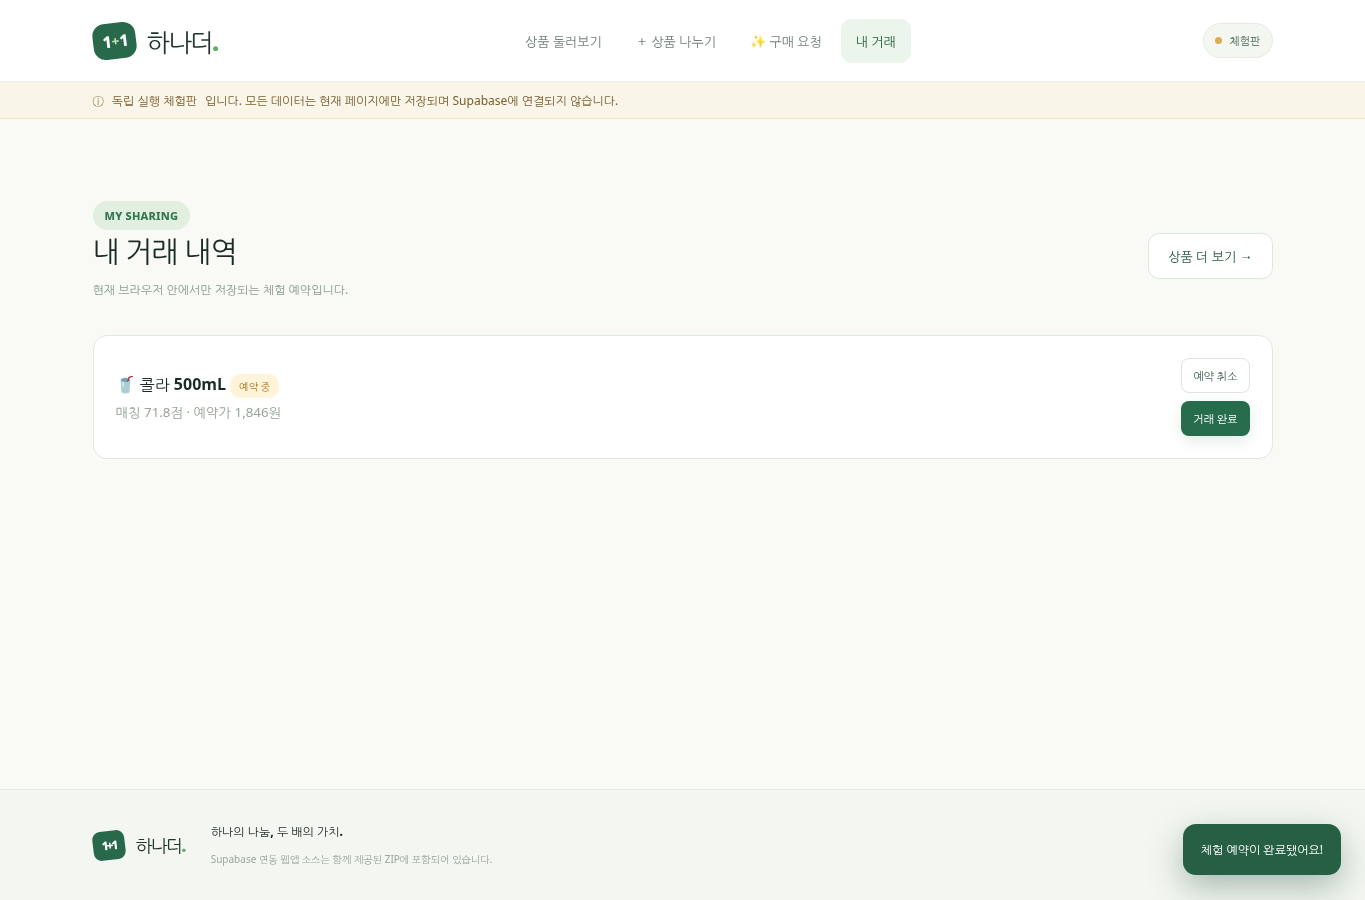 1+1 하나더.
상품 둘러보기
+ 상품 나누기
✨ 구매 요청
내 거래
체험판
ⓘ 독립 실행 체험판 입니다. 모든 데이터는 현재 페이지에만 저장되며 Supabase에 연결되지 않습니다.
MY SHARING
내 거래 내역
상품 더 보기 →
현재 브라우저 안에서만 저장되는 체험 예약입니다.
🥤 콜라 500mL 예약 중
매칭 71.8점 · 예약가 1,846원
예약 취소
거래 완료
1+1 하나더.
하나의 나눔, 두 배의 가치.
Supabase 연동 웹앱 소스는 함께 제공된 ZIP에 포함되어 있습니다.
체험 예약이 완료됐어요!